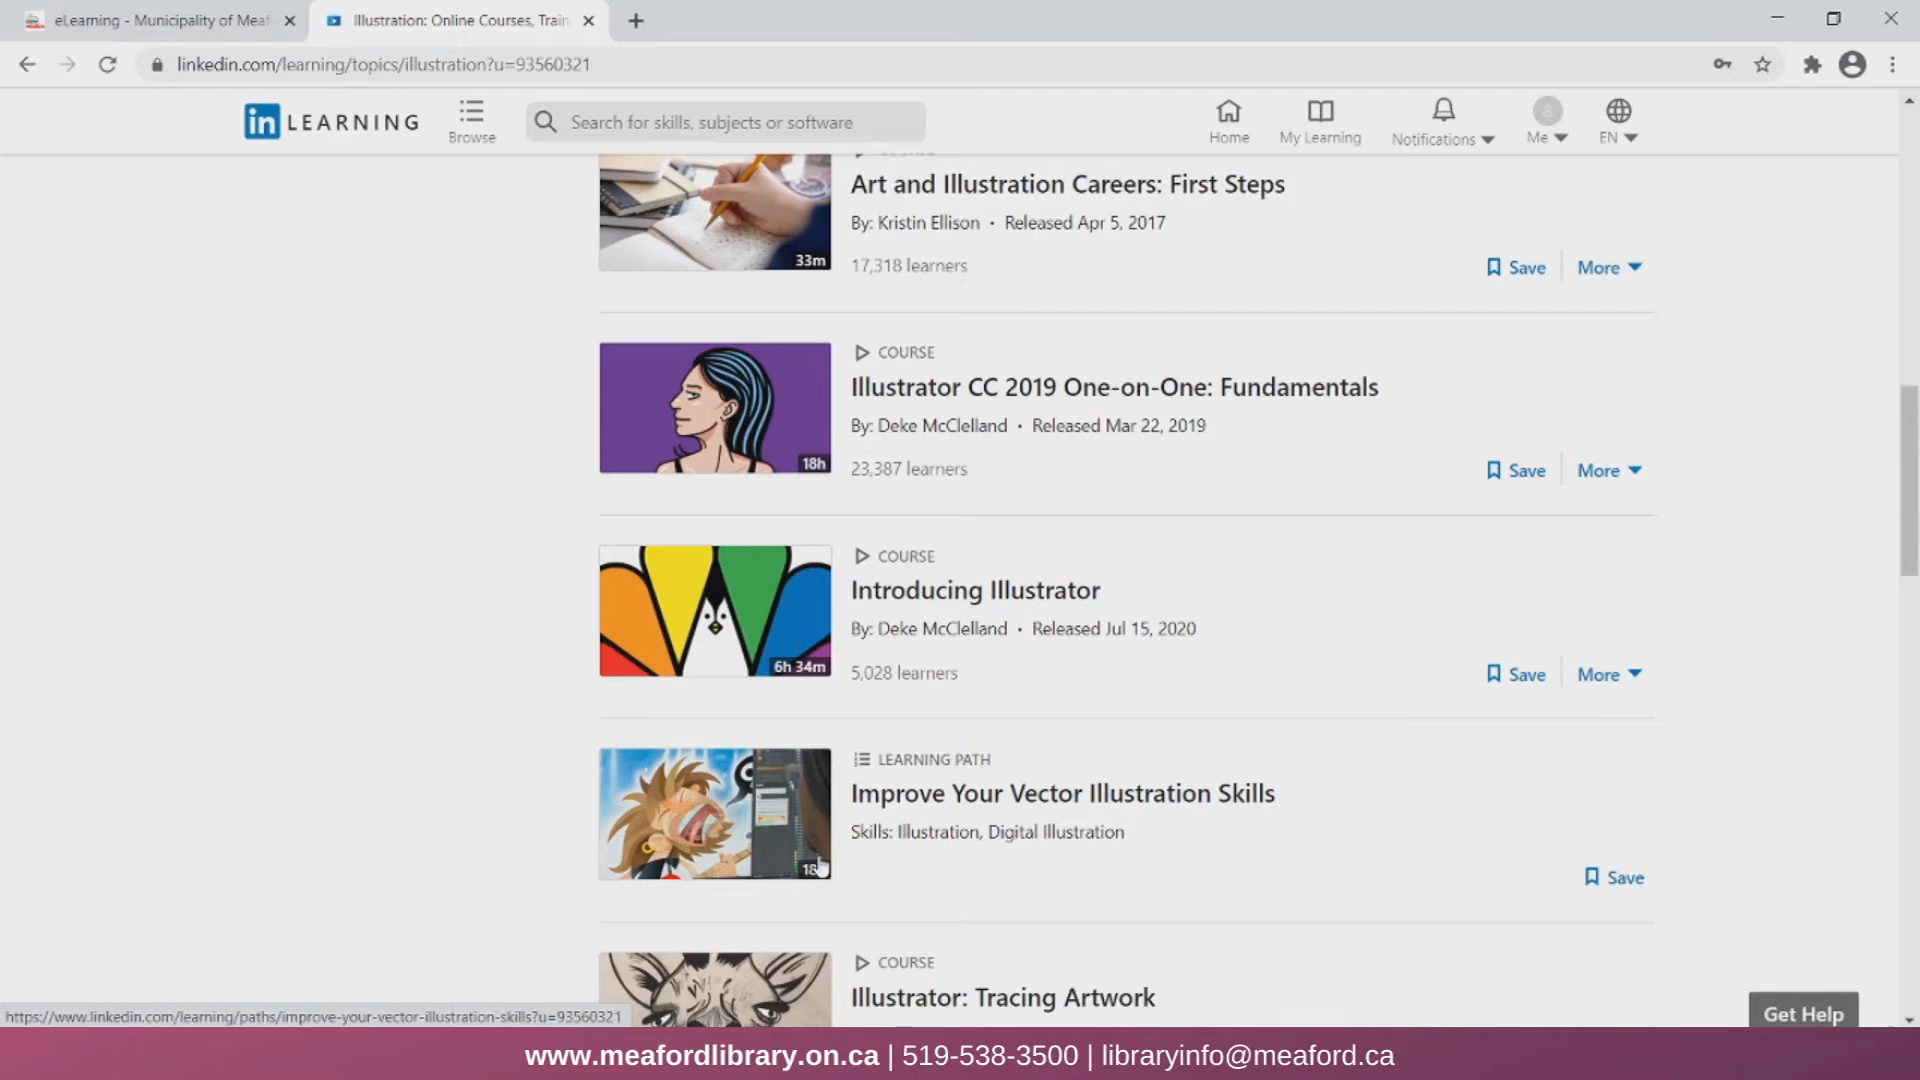 eLearning - Municipality of Meaf
Illustration: Online Courses, Train
linkedin.com/learning/topics/illustration?u=93560321
in LEARNING
Browse
Search for skills, subjects or software
Home
My Learning
Notifications
Me
EN
Art and Illustration Careers: First Steps
By: Kristin Ellison • Released Apr 5, 2017
33m
17,318 learners
Save
More
COURSE
Illustrator CC 2019 One-on-One: Fundamentals
By: Deke McClelland • Released Mar 22, 2019
18h
23,387 learners
Save
More
COURSE
Introducing Illustrator
By: Deke McClelland • Released Jul 15, 2020
6h 34m
5,028 learners
Save
More
LEARNING PATH
Improve Your Vector Illustration Skills
Skills: Illustration, Digital Illustration
Save
COURSE
Illustrator: Tracing Artwork
https://www.linkedin.com/learning/paths/improve-your-vector-illustration-skills?u=93560321
Get Help
www.meafordlibrary.on.ca | 519-538-3500 | libraryinfo@meaford.ca